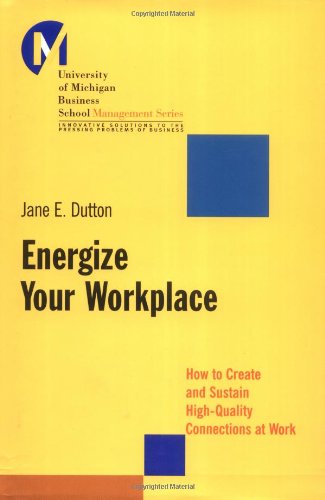 M
University
of Michigan
Business
School Management Series
INNOVATIVE SOLUTIONS TO THE
PRESSING PROBLEMS OF BUSINESS
Jane E. Dutton
Energize
Your Workplace
How to Create
and Sustain
High-Quality
Connections at Work
Copyrighted Material
Copyrighted Material